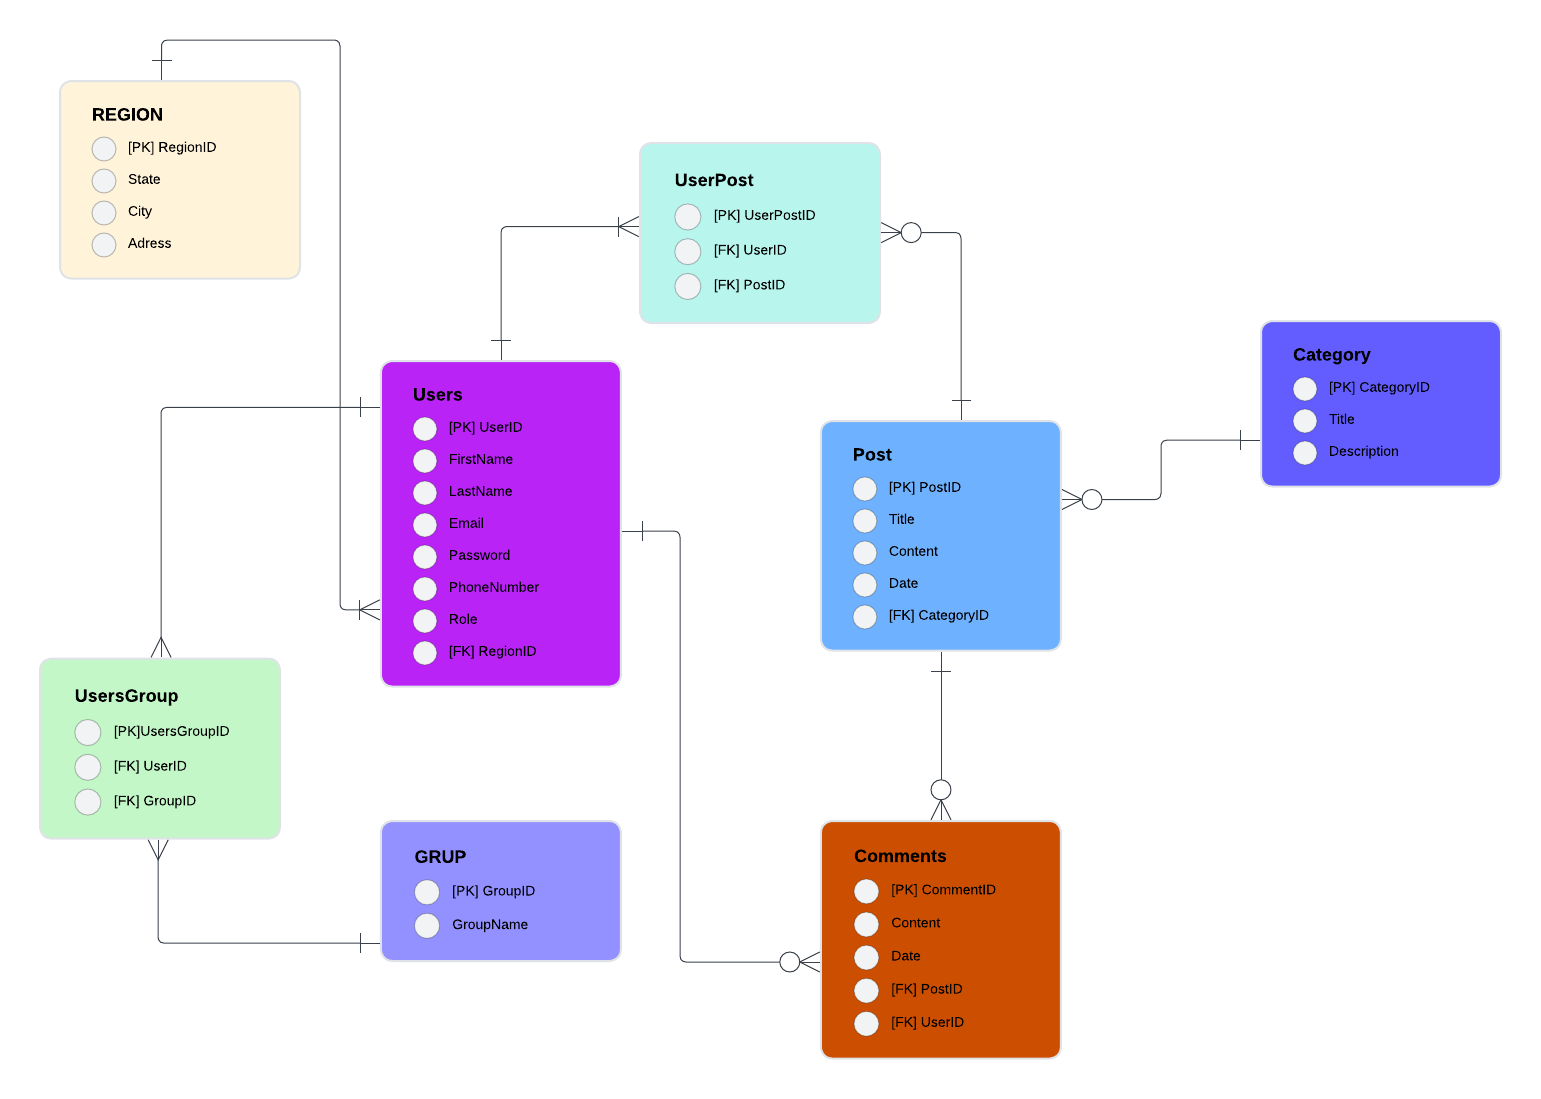 REGION
[PK] RegionID
State
City
Adress
UserPost
[PK] UserPostID
[FK] UserID
[FK] PostID
Category
[PK] CategoryID
Title
Description
Users
[PK] UserID
FirstName
LastName
Email
Password
PhoneNumber
Role
[FK] RegionID
Post
[PK] PostID
Title
Content
Date
[FK] CategoryID
UsersGroup
[PK]UsersGroupID
[FK] UserID
[FK] GroupID
GRUP
[PK] GroupID
GroupName
Comments
[PK] CommentID
Content
Date
[FK] PostID
[FK] UserID